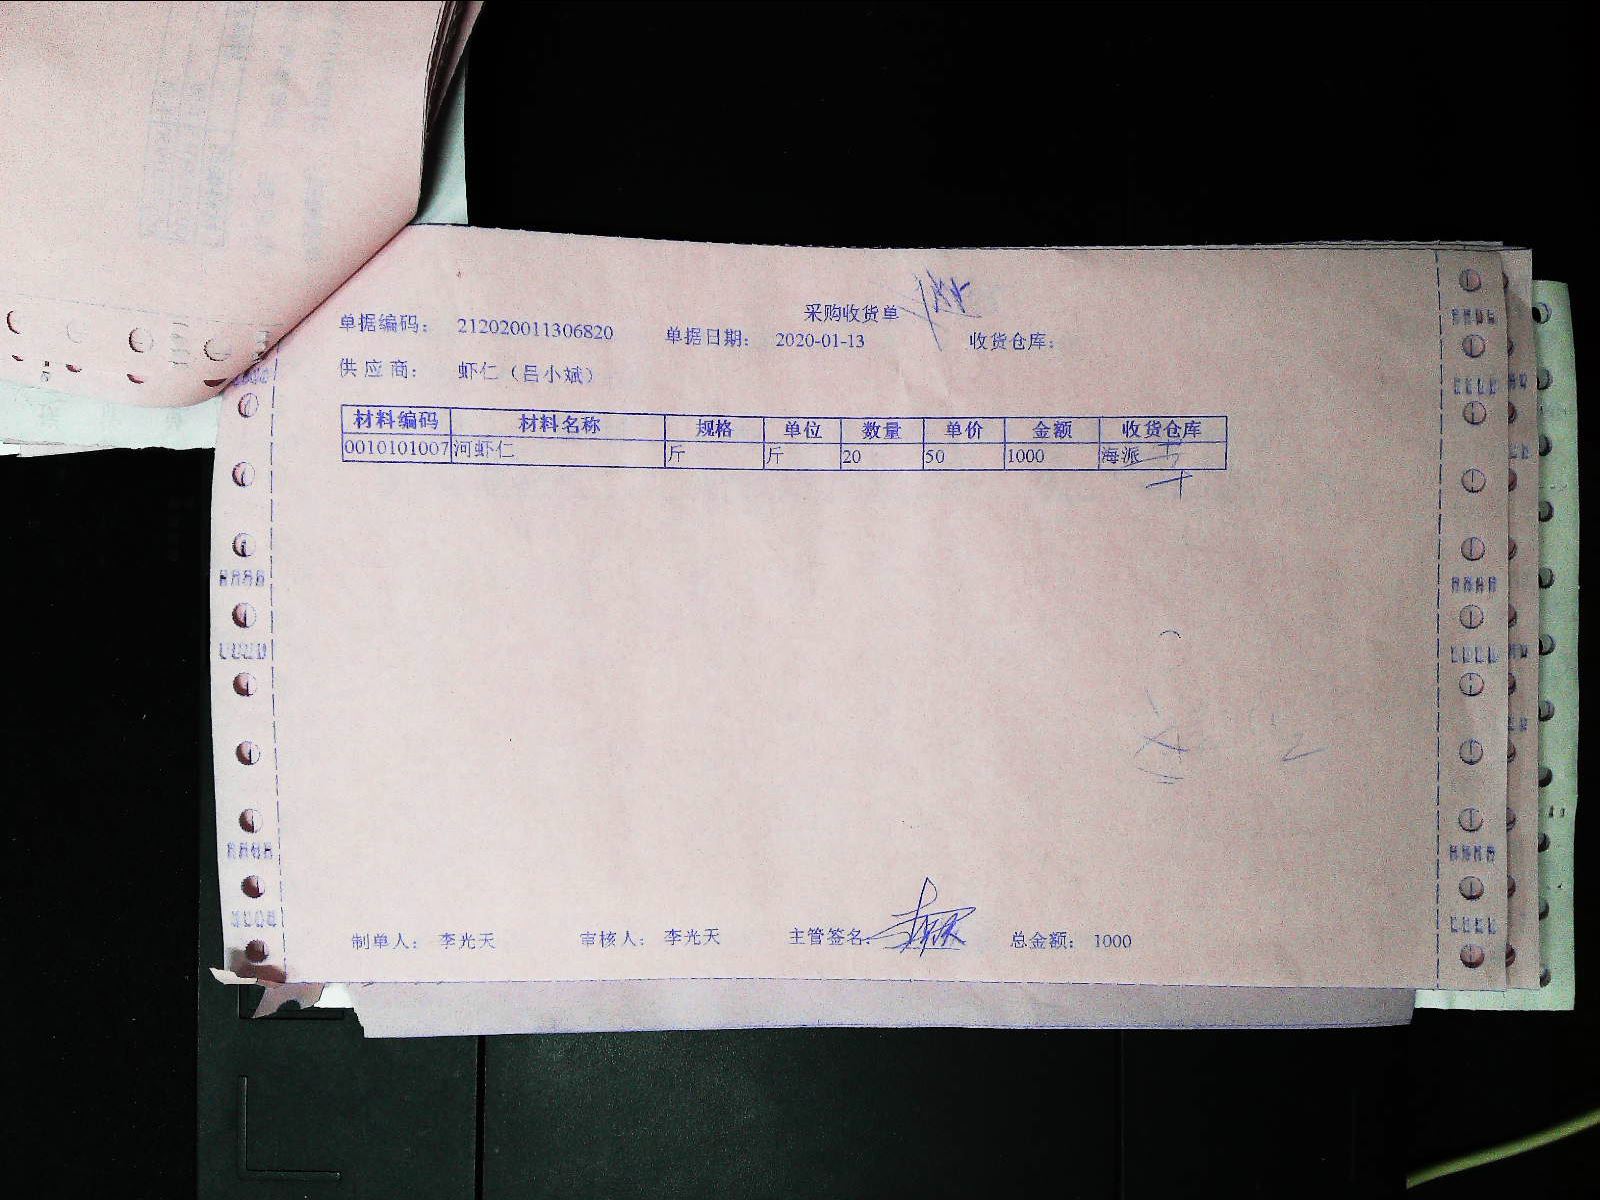 采购收货单
单据编码： 212020011306820 单据日期： 2020-01-13 收货仓库：
供 应 商： 虾仁（吕小斌）
材料编码 材料名称 规格 单位 数量 单价 金额 收货仓库
0010101007 河虾仁 斤 斤 20 50 1000 海派
制单人： 李光天 审核人： 李光天 主管签名： 总金额： 1000